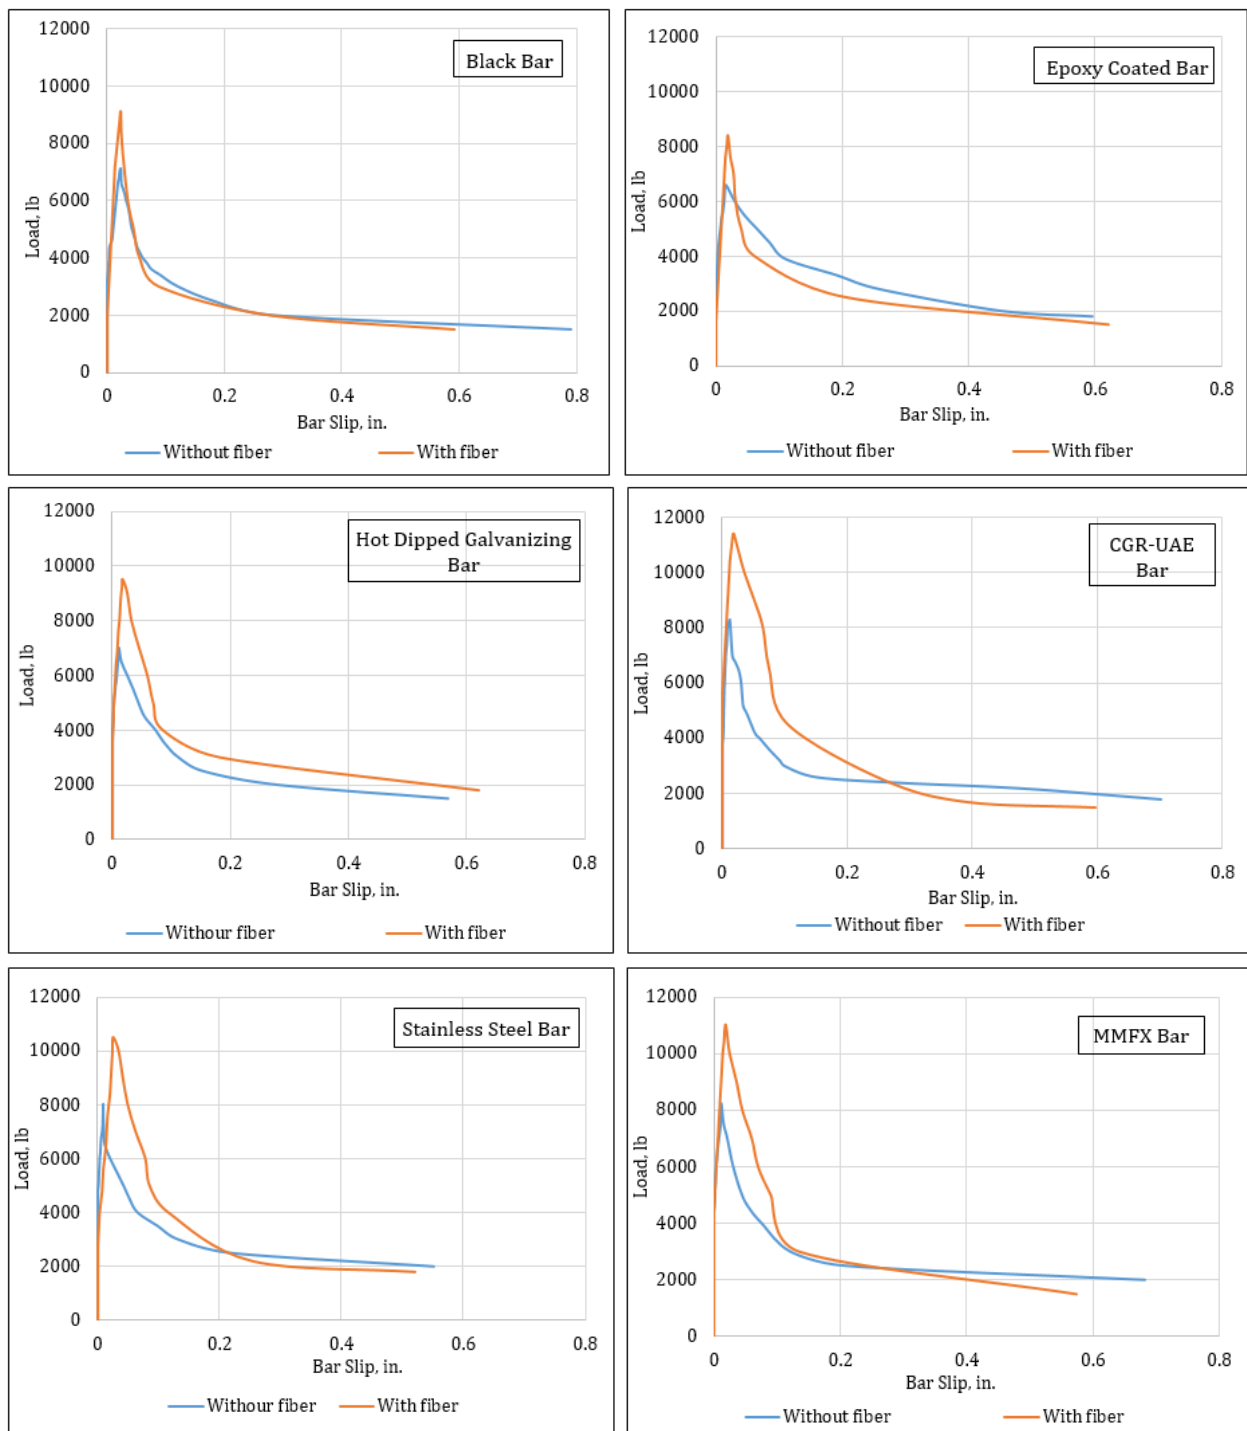 12000
10000
8000
6000
4000
2000
0
Load, lb
Black Bar
0 0.2 0.4 0.6 0.8
Bar Slip, in.
Without fiber With fiber
12000
10000
8000
6000
4000
2000
0
Load, lb
Epoxy Coated Bar
0 0.2 0.4 0.6 0.8
Bar Slip, in.
Without fiber With fiber
12000
10000
8000
6000
4000
2000
0
Load, lb
Hot Dipped Galvanizing
Bar
0 0.2 0.4 0.6 0.8
Bar Slip, in.
Withour fiber With fiber
12000
10000
8000
6000
4000
2000
0
Load, lb
CGR-UAE
Bar
0 0.2 0.4 0.6 0.8
Bar Slip, in.
Without fiber With fiber
12000
10000
8000
6000
4000
2000
0
Load, lb
Stainless Steel Bar
0 0.2 0.4 0.6 0.8
Bar Slip, in.
Withour fiber With fiber
12000
10000
8000
6000
4000
2000
0
Load, lb
MMFX Bar
0 0.2 0.4 0.6 0.8
Bar Slip, in.
Without fiber With fiber